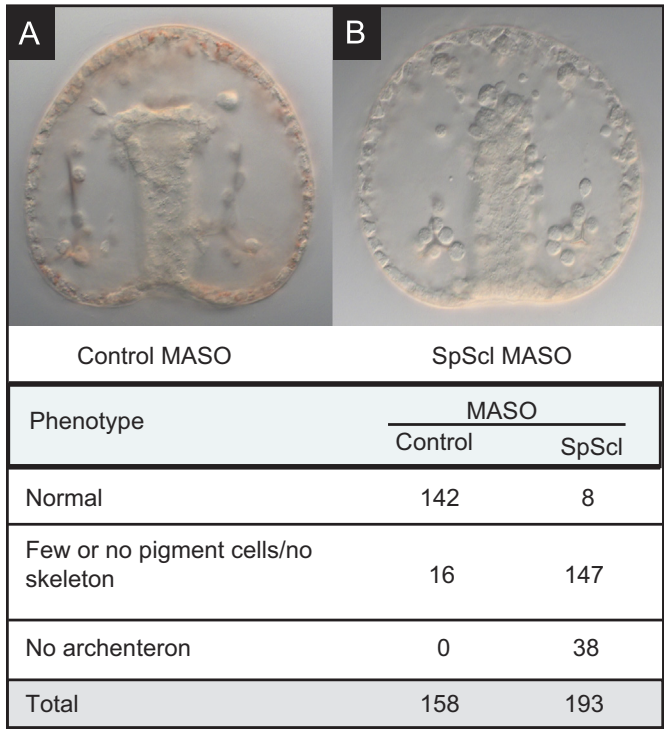 A B
Control MASO SpScl MASO
Phenotype MASO
Control SpScl
Normal 142 8
Few or no pigment cells/no
skeleton 16 147
No archenteron 0 38
Total 158 193